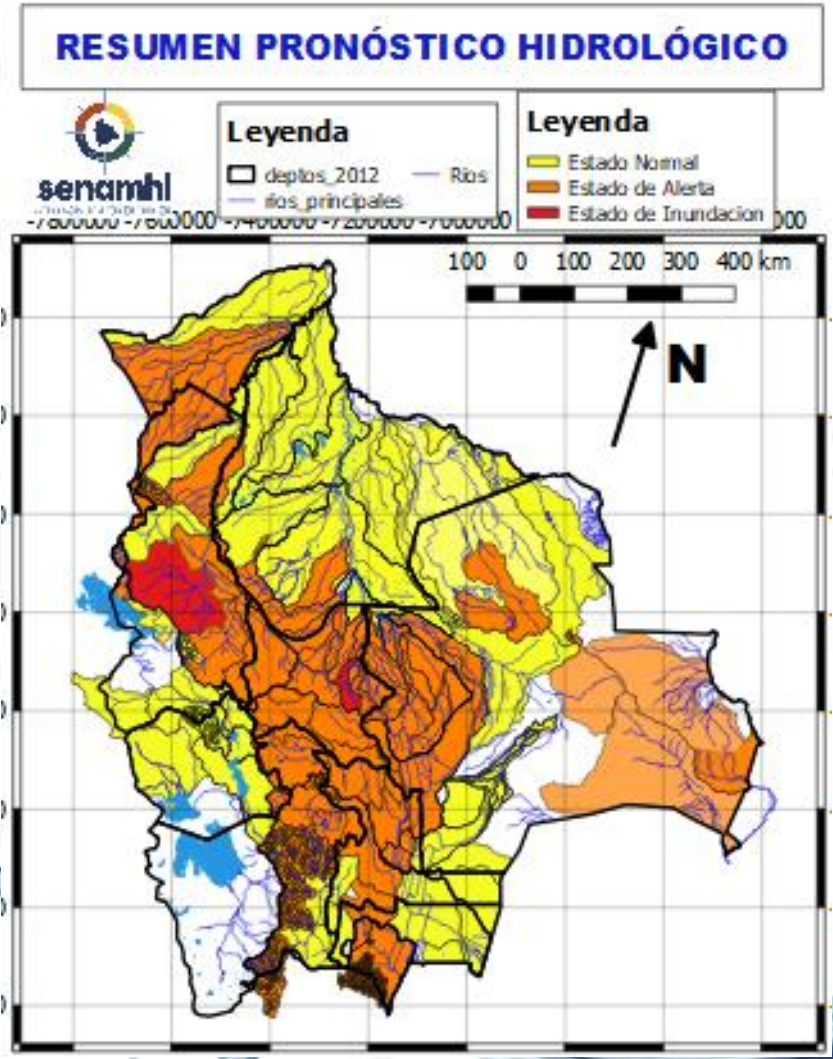 RESUMEN PRONÓSTICO HIDROLÓGICO
senamhi
Leyenda
deptos_2012
Rios
rios_principales
Leyenda
Estado Normal
Estado de Alerta
Estado de Inundacion
-7600000 -7400000 -7200000 -7000000
100 0 100 200 300 400 km
N